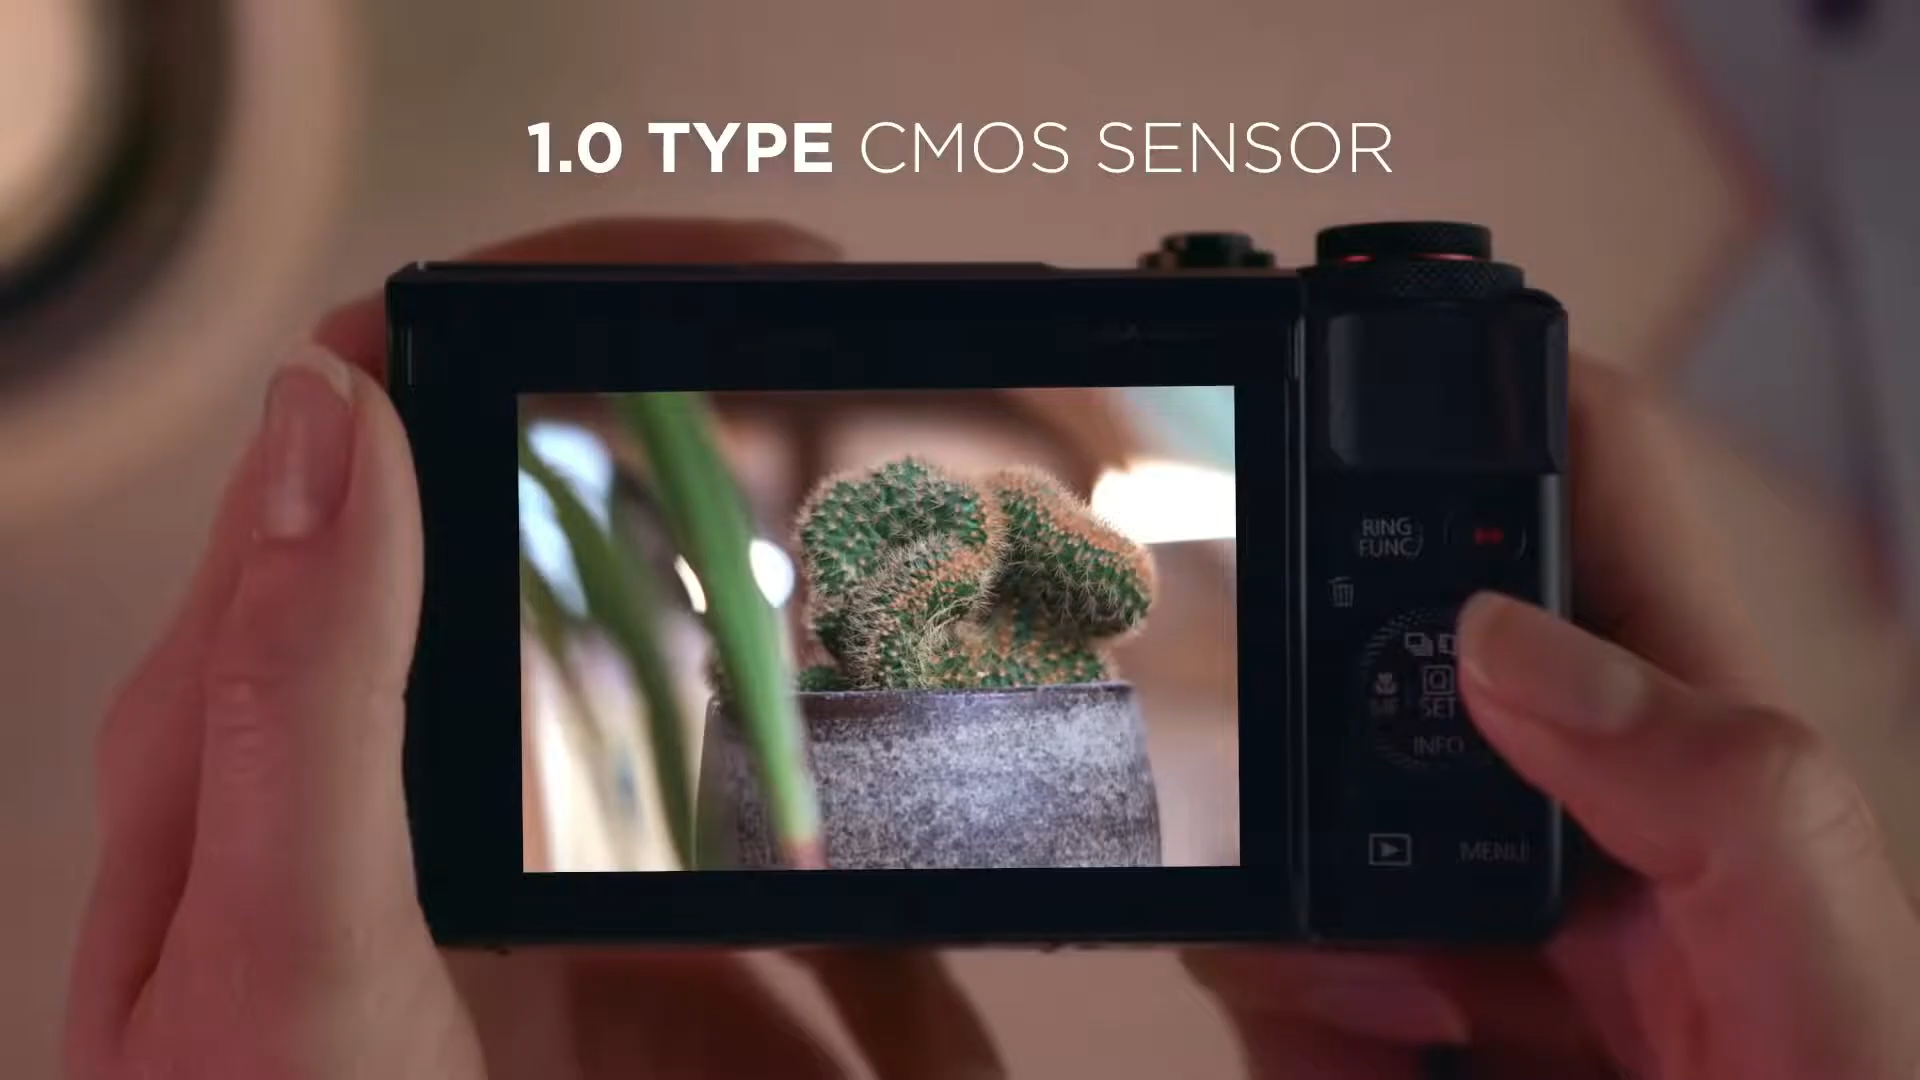 1.0 TYPE CMOS SENSOR
RING
FUNC
SET
INFO
MENU